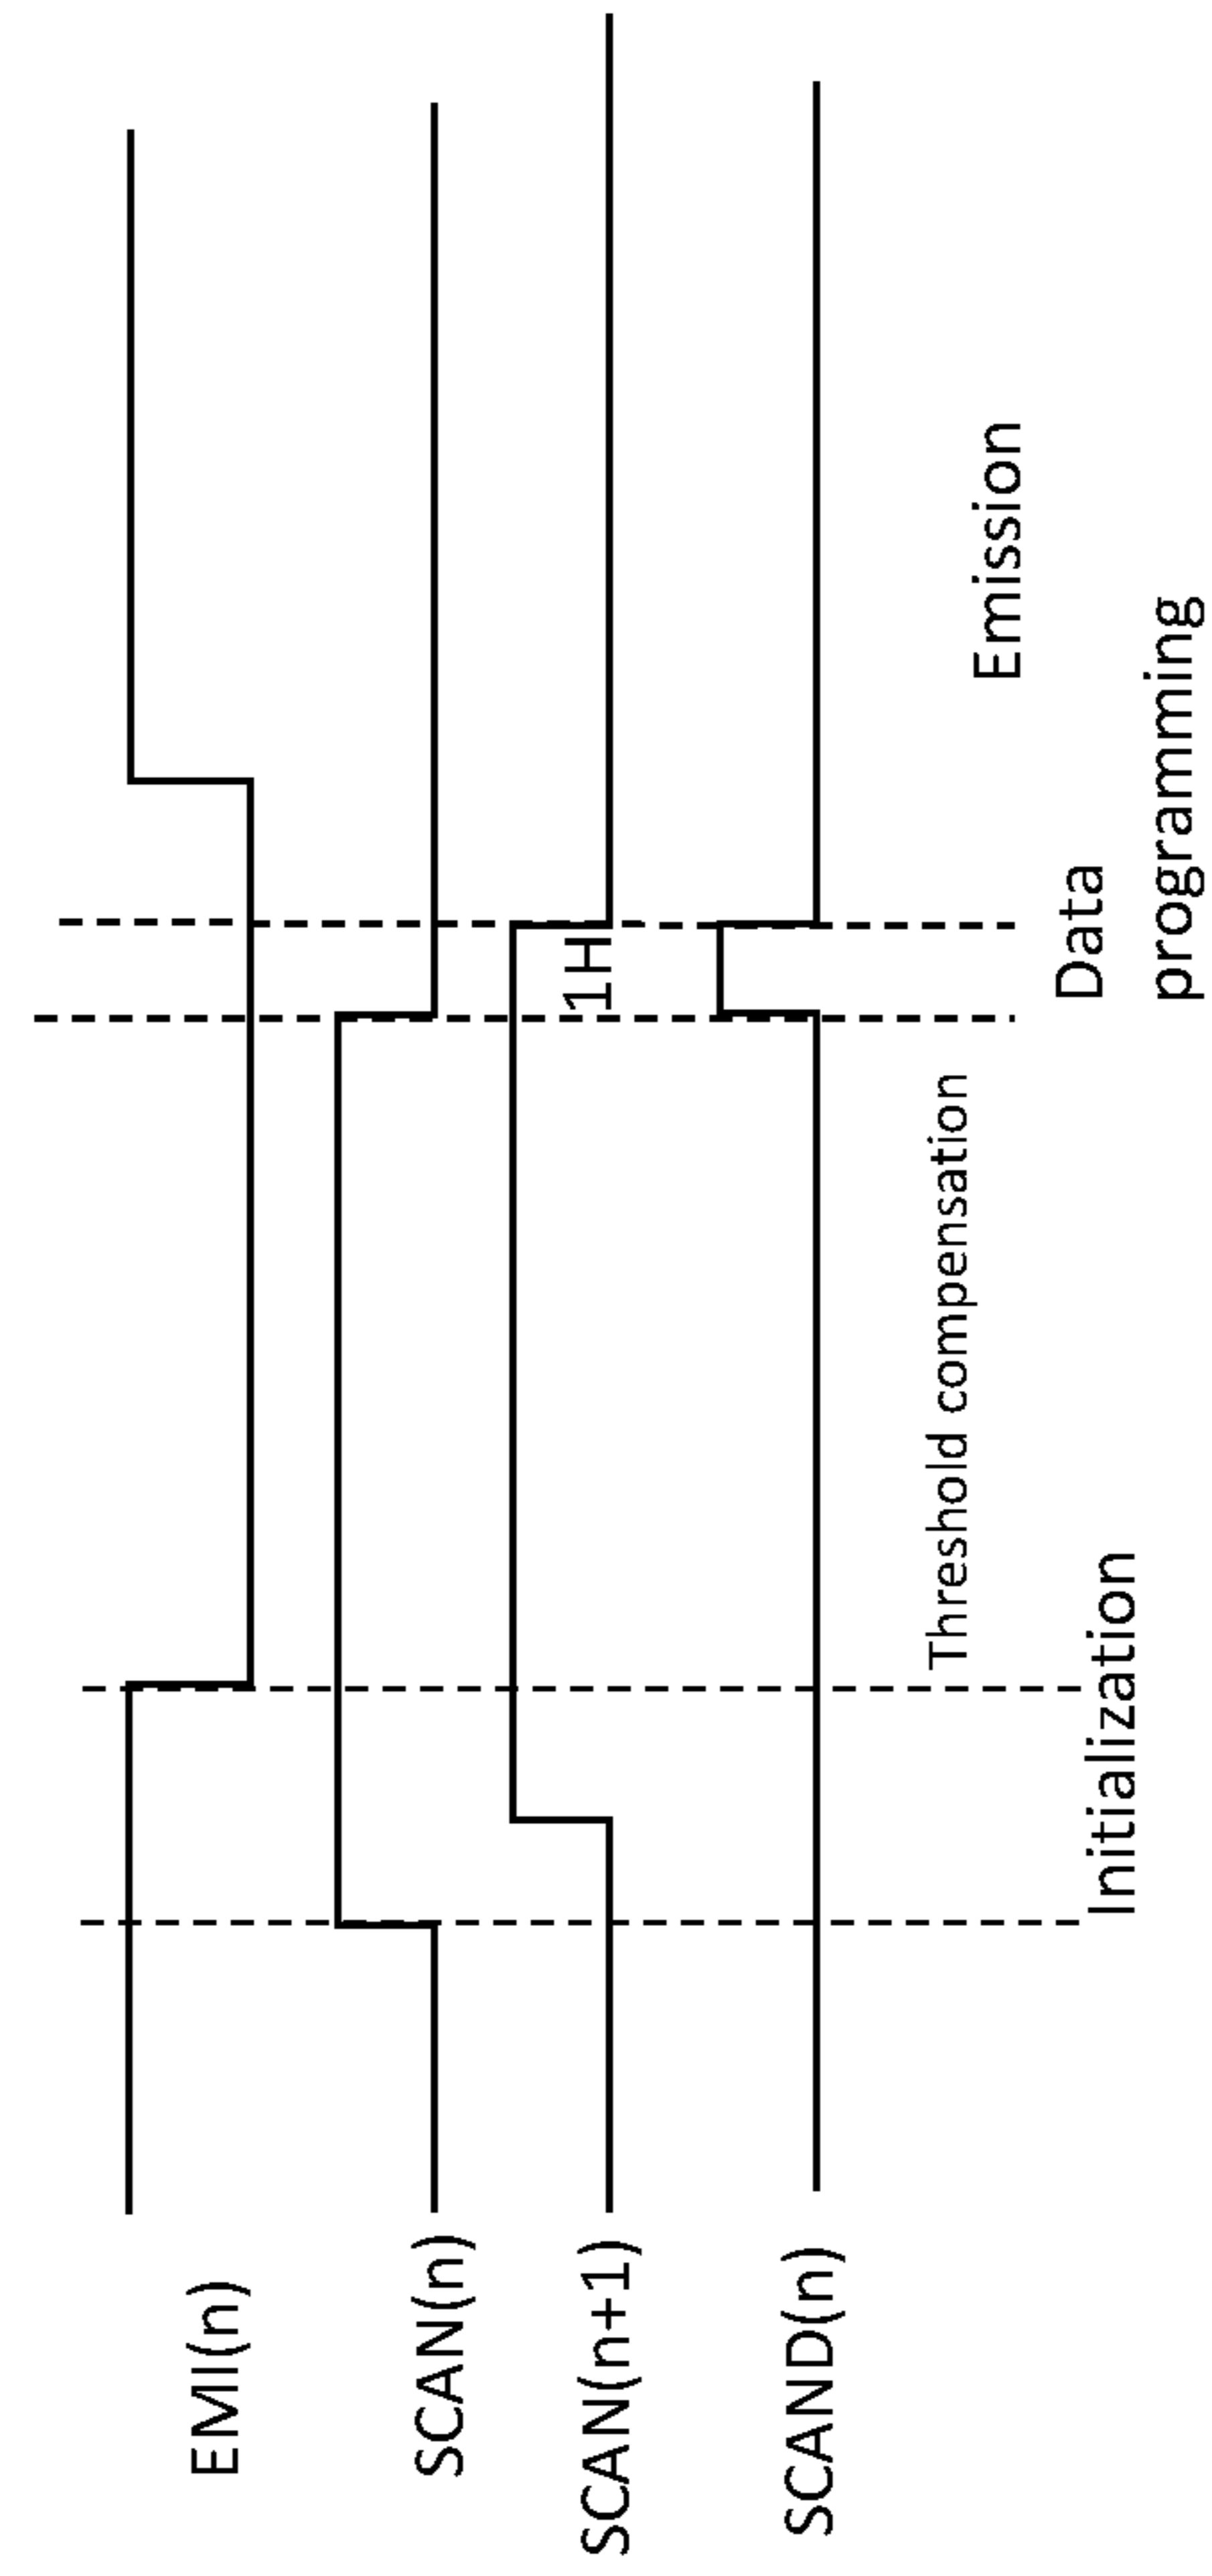 EMI(n)
SCAN(n)
SCAN(n+1)
1H
SCAND(n)
Threshold compensation
Emission
Initialization
Data
programming